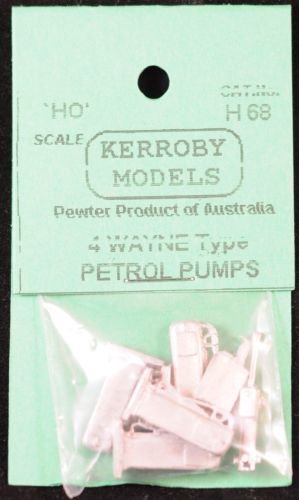 CAT.No.
'HO' H 68
SCALE
KERROBY
MODELS
Pewter Product of Australia
4 WAYNE Type
PETROL PUMPS